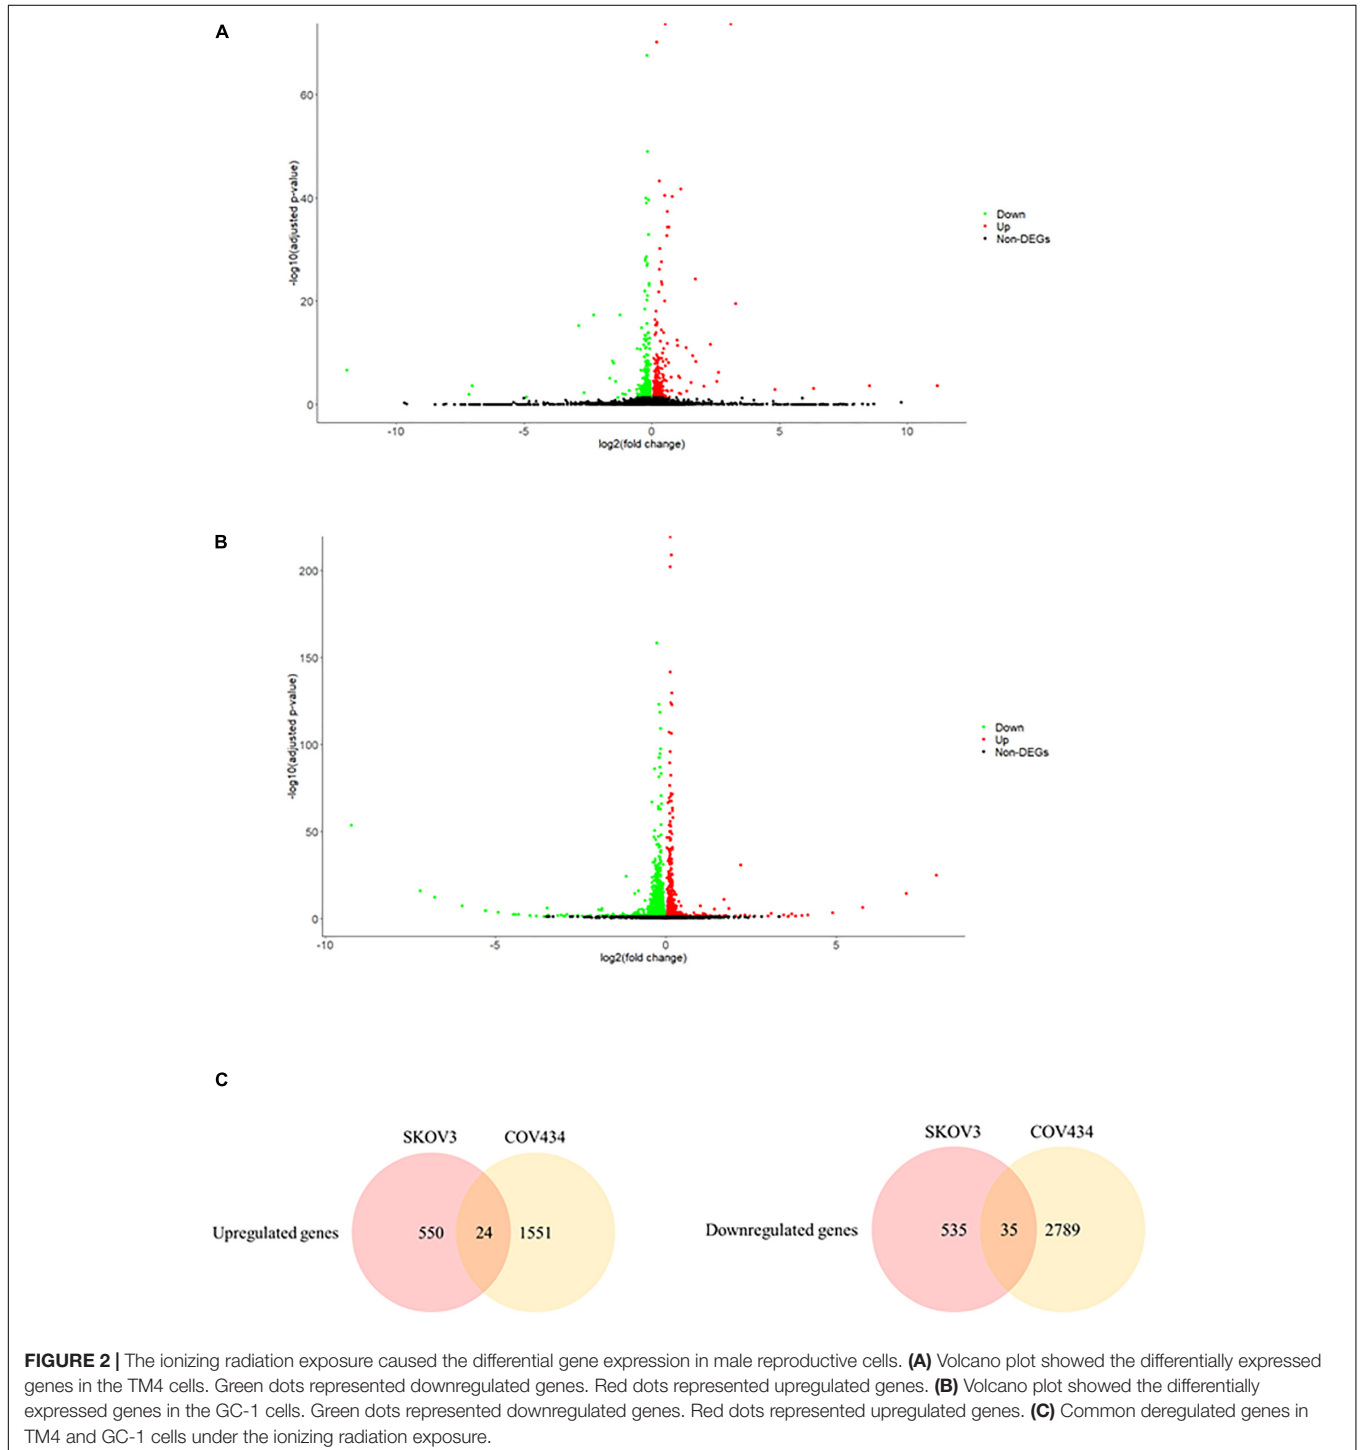 A
60
40
20
0
-log10(adjusted p-value)
-10
-5
0
5
10
log2(fold change)
Down
Up
Non-DEGs
B
200
150
100
50
0
-log10(adjusted p-value)
-10
-5
0
5
log2(fold change)
Down
Up
Non-DEGs
C
SKOV3 COV434
Upregulated genes 550 24 1551
SKOV3 COV434
Downregulated genes 535 35 2789
FIGURE 2 | The ionizing radiation exposure caused the differential gene expression in male reproductive cells. (A) Volcano plot showed the differentially expressed
genes in the TM4 cells. Green dots represented downregulated genes. Red dots represented upregulated genes. (B) Volcano plot showed the differentially
expressed genes in the GC-1 cells. Green dots represented downregulated genes. Red dots represented upregulated genes. (C) Common deregulated genes in
TM4 and GC-1 cells under the ionizing radiation exposure.